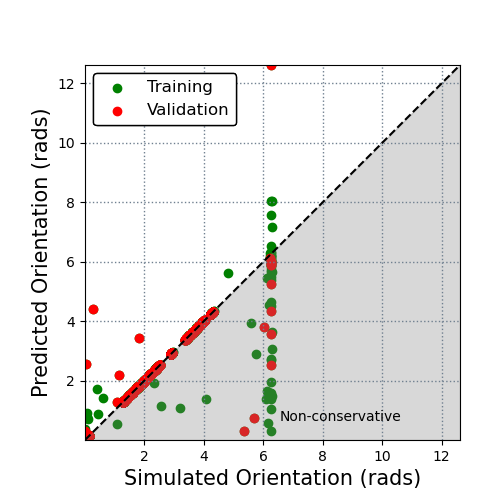 Training
Validation
12
10
8
6
4
2
Predicted Orientation (rads)
Non-conservative
2 4 6 8 10 12
Simulated Orientation (rads)